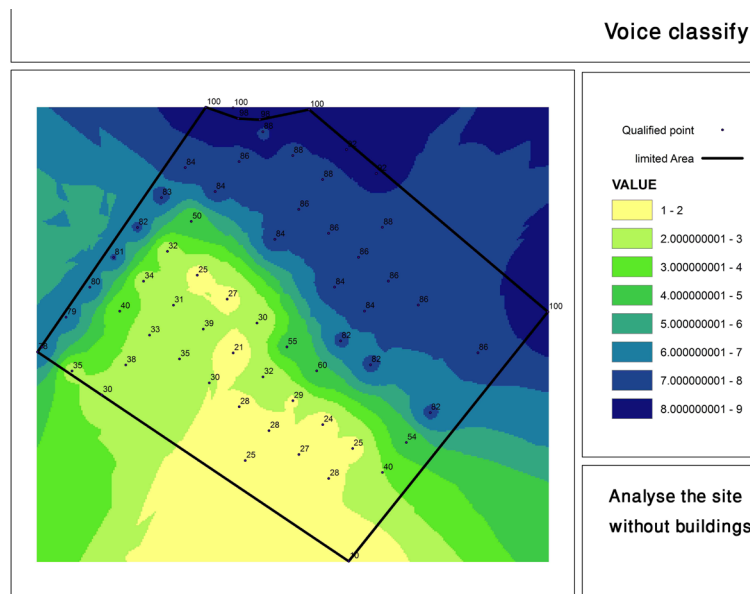 Voice classify
Qualified point
limited Area
VALUE
1 - 2
2.000000001 - 3
3.000000001 - 4
4.000000001 - 5
5.000000001 - 6
6.000000001 - 7
7.000000001 - 8
8.000000001 - 9
Analyse the site
without buildings
100 100 100
88
86 88
84 88
83 84
50 86
82 86 88
84
32 86
81
25 86
34 84
80 27 86
31 84
40
79 30
39
33 82
55 86
21
35 82
38 60
35 32
30
30 29
28 92
24
28 54
25
27
25 40
28
10
100